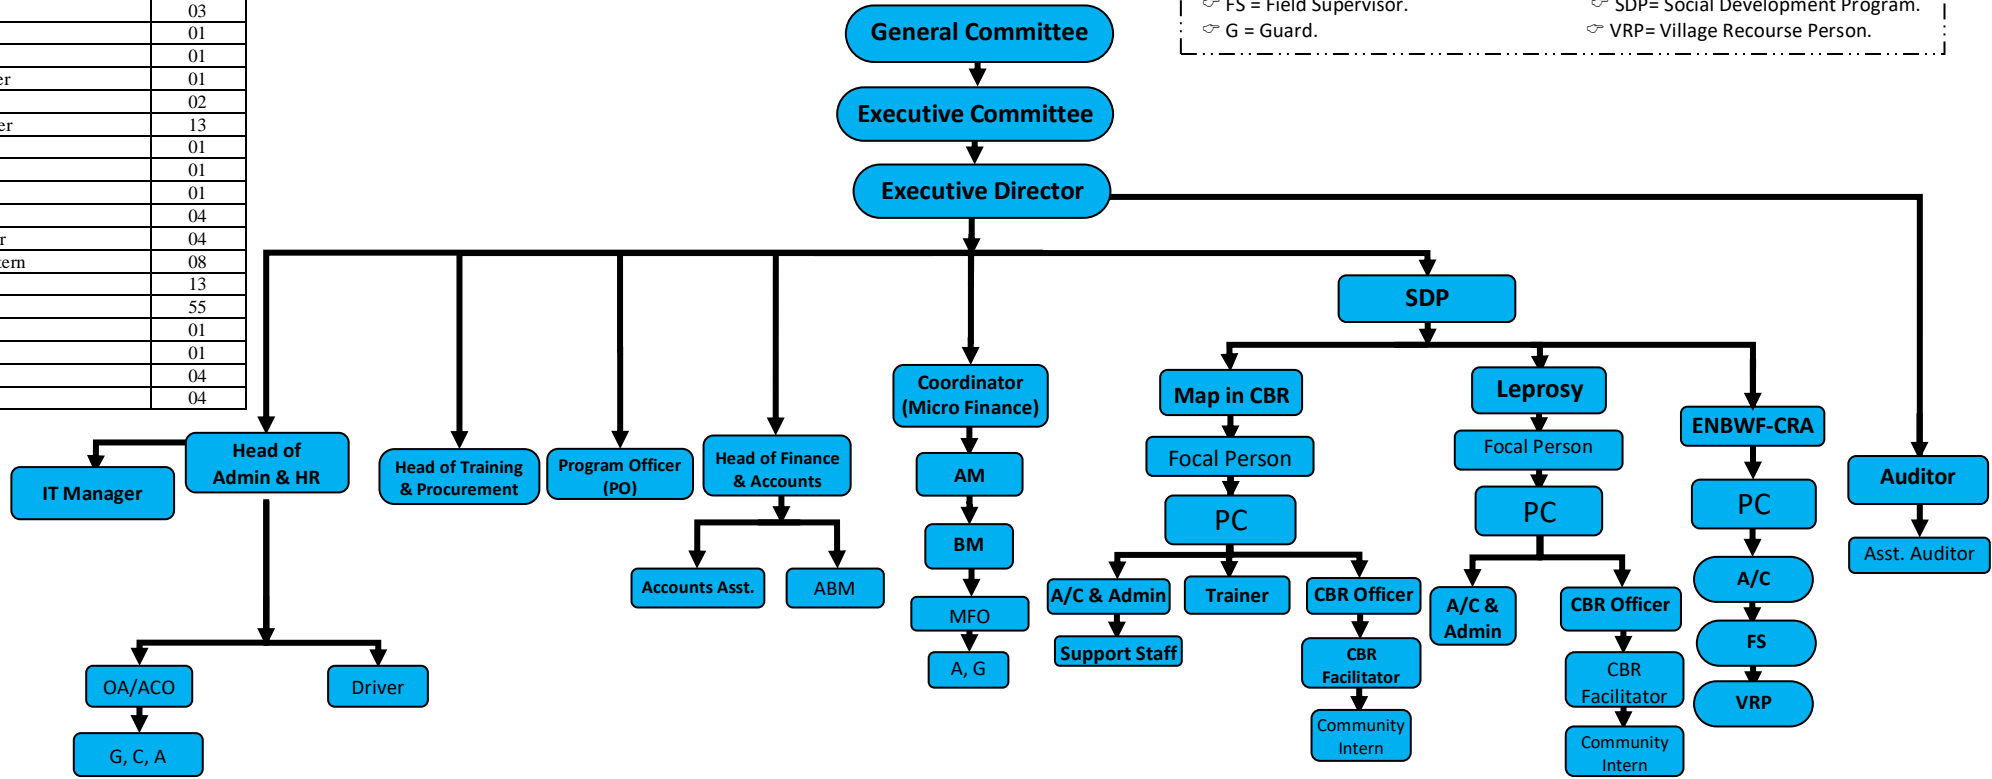 03
☞ FS = Field Supervisor.
☞ SDP= Social Development Program.
01
☞ G = Guard.
☞ VRP= Village Recourse Person.
01
er 01
02
er 13
01
01
01
04
r 04
tern 08
13
55
01
01
04
04
General Committee
Executive Committee
Executive Director
SDP
Coordinator
(Micro Finance)
Map in CBR
Leprosy
ENBWF-CRA
Head of
Admin & HR
IT Manager
Head of Training
& Procurement
Program Officer
(PO)
Head of Finance
& Accounts
AM
Focal Person
Focal Person
Auditor
PC
PC
PC
BM
Asst. Auditor
Accounts Asst.
ABM
MFO
A/C & Admin
Trainer
CBR Officer
A/C &
Admin
CBR Officer
A/C
A, G
Support Staff
CBR
Facilitator
CBR
Facilitator
FS
OA/ACO
Driver
VRP
Community
Intern
Community
Intern
G, C, A